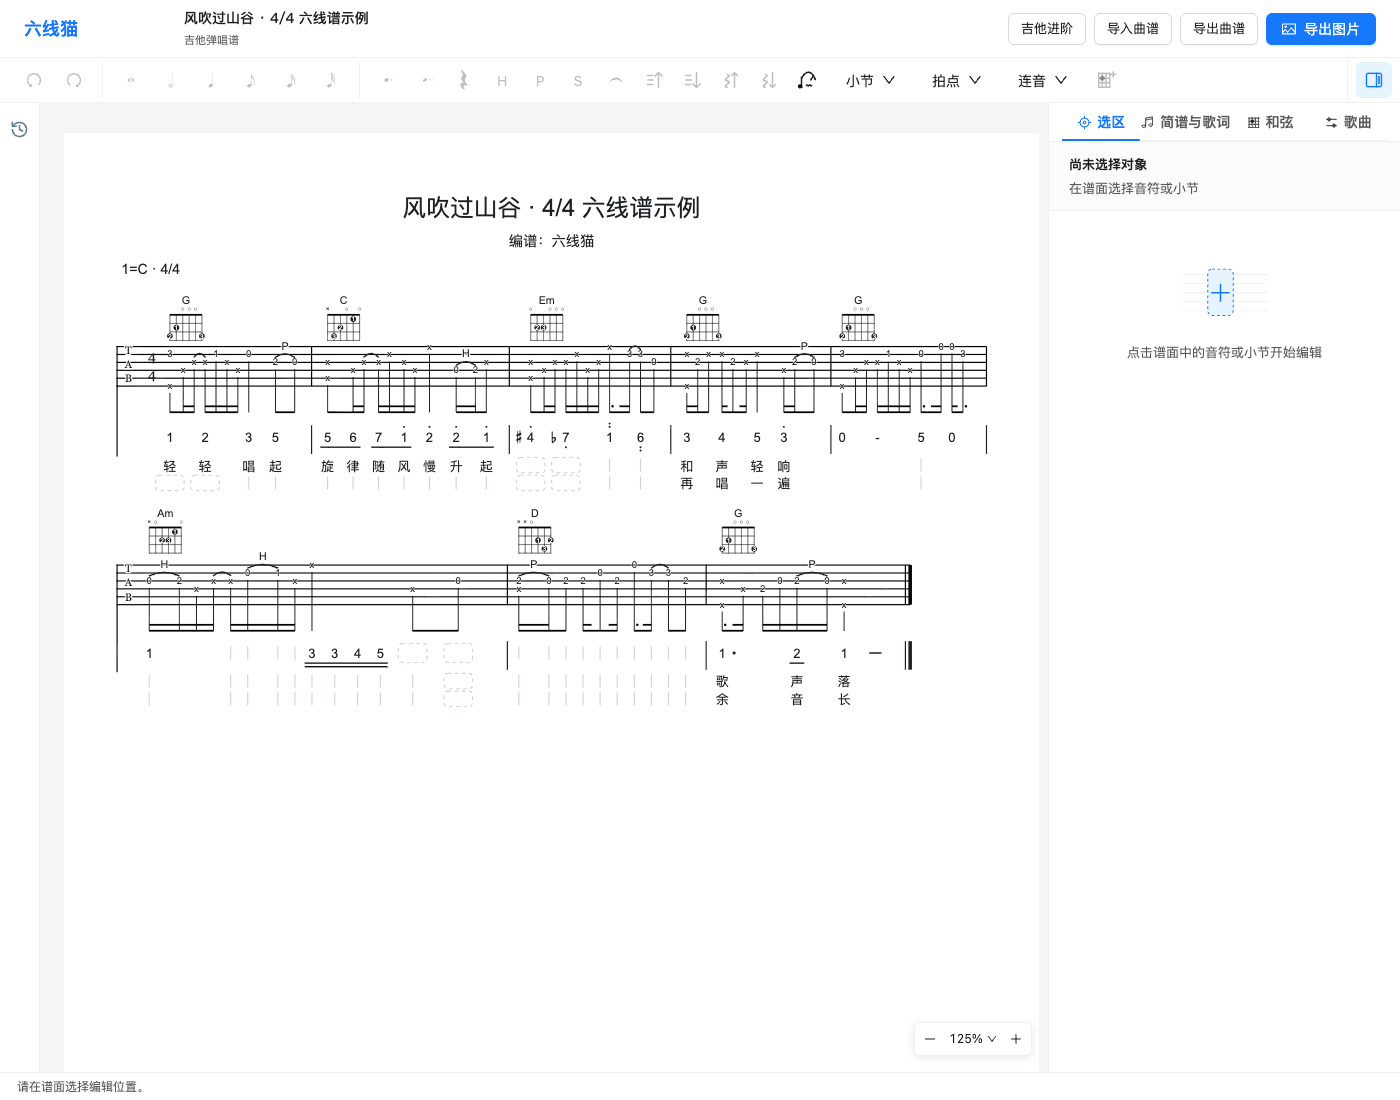 六线猫
风吹过山谷 · 4/4 六线谱示例
吉他弹唱谱
吉他进阶 导入曲谱 导出曲谱 导出图片
H P S 小节 拍点 连音
选区 简谱与歌词 和弦 歌曲
尚未选择对象
在谱面选择音符或小节
点击谱面中的音符或小节开始编辑
风吹过山谷 · 4/4 六线谱示例
编谱：六线猫
1=C · 4/4
G C Em G G
P H P
T A B 4 4
1 2 3 5 5 6 7 1 2 2 1 ♯4 ♭7 1 6 3 4 5 3 0 - 5 0
轻 轻 唱 起 旋 律 随 风 慢 升 起 和 声 轻 响
再 唱 一 遍
Am D G
H H P P
T A B
1 3 3 4 5 1 · 2 1 —
歌 声 落
余 音 长
125%
请在谱面选择编辑位置。